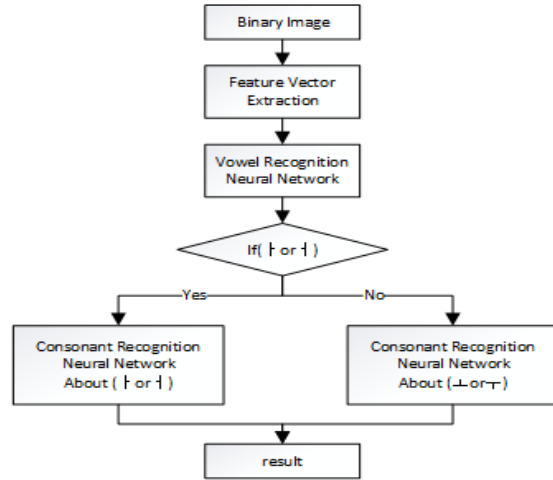 Binary Image
Feature Vector
Extraction
Vowel Recognition
Neural Network
If(ㅏ or ㅓ)
Yes
No
Consonant Recognition
Neural Network
About (ㅏ or ㅓ)
Consonant Recognition
Neural Network
About (ㅗ or ㅜ)
result